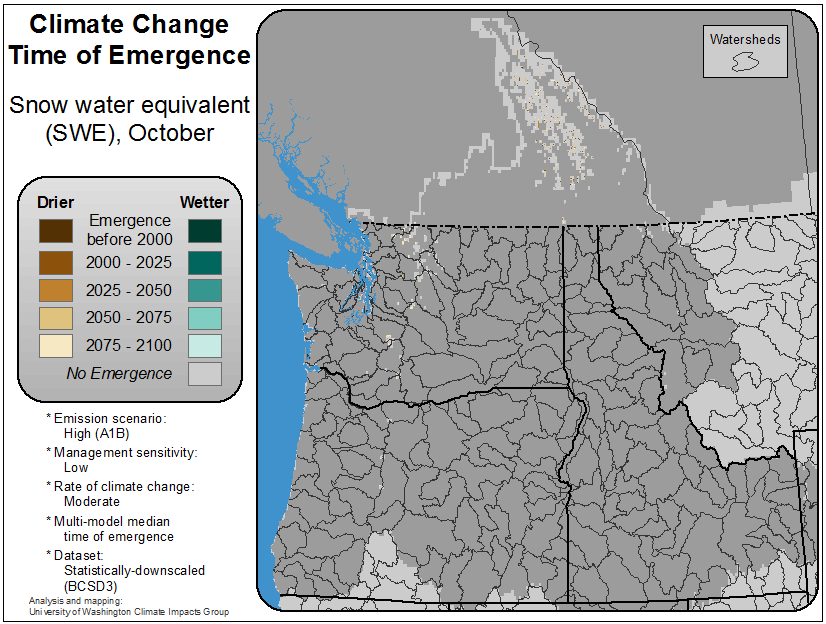 Climate Change
Time of Emergence
Snow water equivalent
(SWE), October
Drier
Wetter
Emergence
before 2000
2000 - 2025
2025 - 2050
2050 - 2075
2075 - 2100
No Emergence
* Emission scenario:
High (A1B)
* Management sensitivity:
Low
* Rate of climate change:
Moderate
* Multi-model median
time of emergence
* Dataset:
Statistically-downscaled
(BCSD3)
Analysis and mapping:
University of Washington Climate Impacts Group
Watersheds